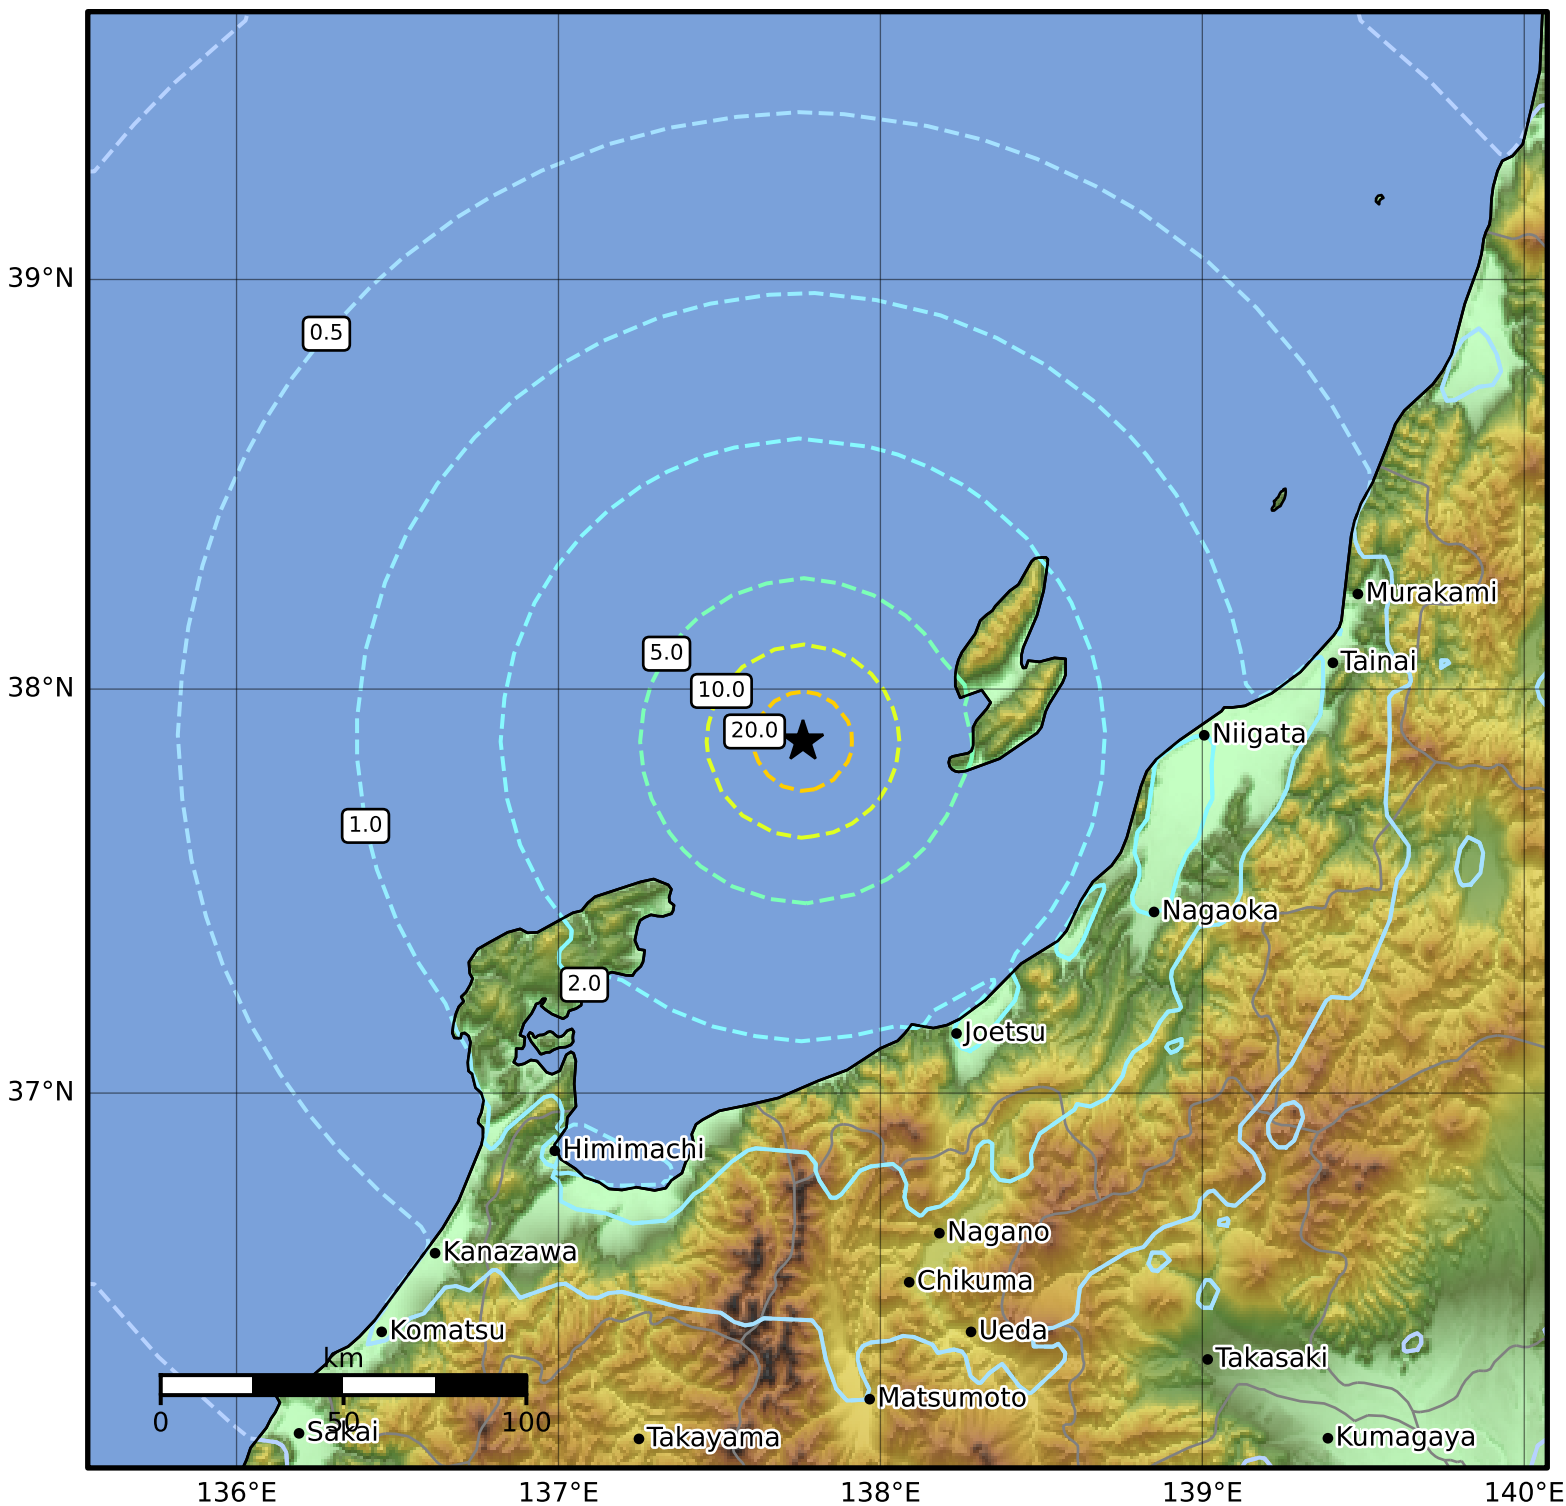 39°N
0.5
Murakami
5.0
Tainai
38°N
10.0
20.0
Niigata
1.0
Nagaoka
2.0
Joetsu
37°N
Himimachi
Nagano
Kanazawa
Chikuma
Komatsu
Ueda
km
Takasaki
Matsumoto
0 50 100
Sakai
Takayama
Kumagaya
136°E 137°E 138°E 139°E 140°E